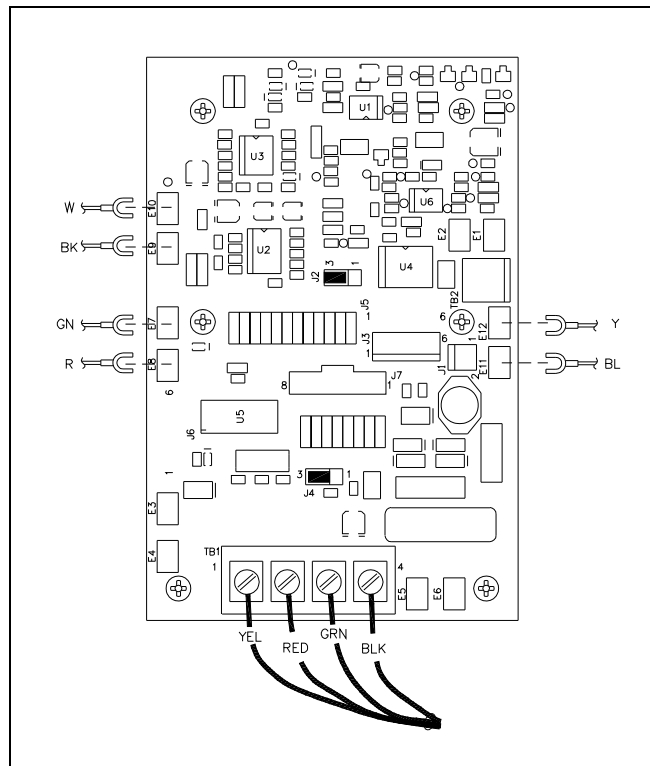 U1
U3
U6
W
E10
BK
E9
U2
E2
E1
J2
3
1
U4
TB2
GN
E7
J5
1
6
E12
Y
R
E8
J3
1
6
J1
1
2
E11
BL
6
8
J7
1
J6
U5
1
3
1
J4
E3
E4
TB1
1
4
E5
E6
YEL
RED
GRN
BLK